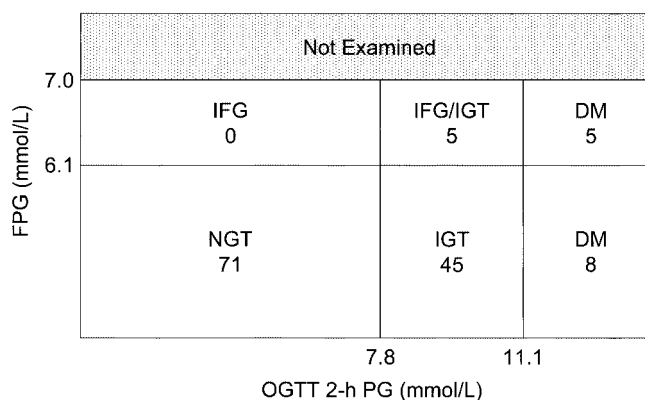 Not Examined
7.0
IFG IFG/IGT DM
0 5 5
6.1
FPG (mmol/L)
NGT IGT DM
71 45 8
7.8 11.1
OGTT 2-h PG (mmol/L)